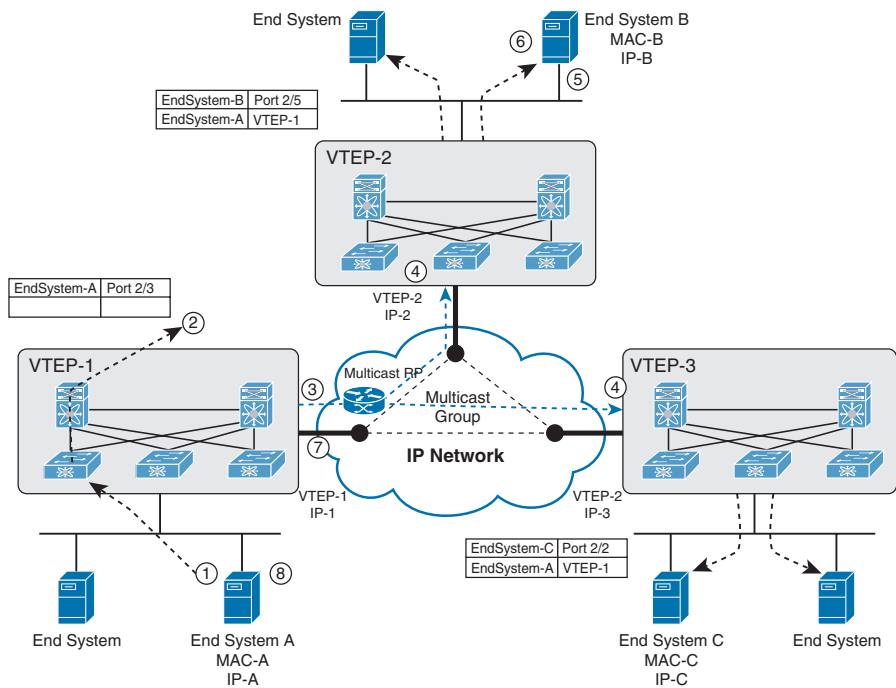 End System
End System B
MAC-B
IP-B
6
5
EndSystem-B Port 2/5
EndSystem-A VTEP-1
VTEP-2
4
EndSystem-A Port 2/3
VTEP-2
IP-2
2
VTEP-1
3
Multicast RP
Multicast
Group
4
VTEP-3
7
IP Network
VTEP-1
IP-1
VTEP-2
IP-3
EndSystem-C Port 2/2
EndSystem-A VTEP-1
1
8
End System
End System A
MAC-A
IP-A
End System C
MAC-C
IP-C
End System